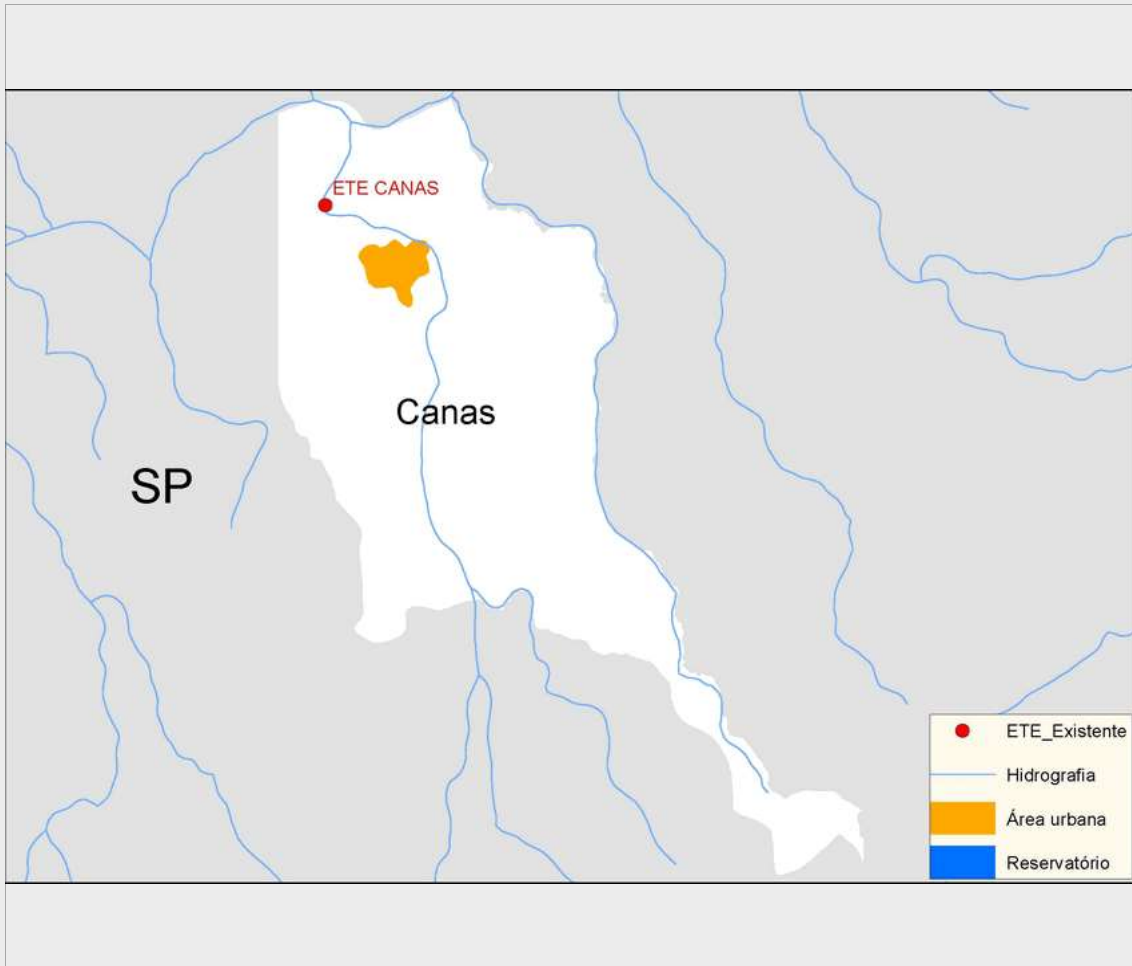 ETE CANAS
Canas
SP
ETE_Existente
Hidrografia
Área urbana
Reservatório